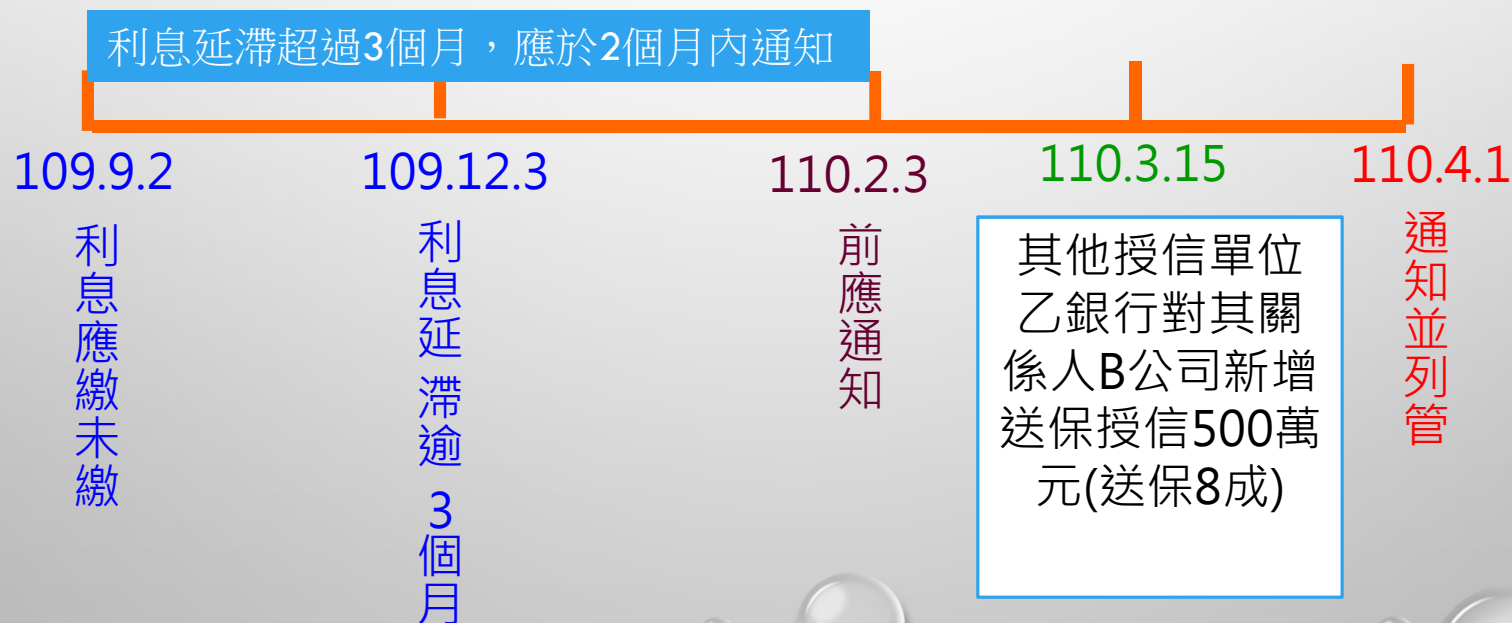 利息延滯超過3個月，應於2個月內通知
109.9.2
利息應繳未繳
109.12.3
利息延滯逾3個月
110.2.3
前應通知
110.3.15
其他授信單位
乙銀行對其關
係人B公司新增
送保授信500萬
元(送保8成)
110.4.1
通知並列管